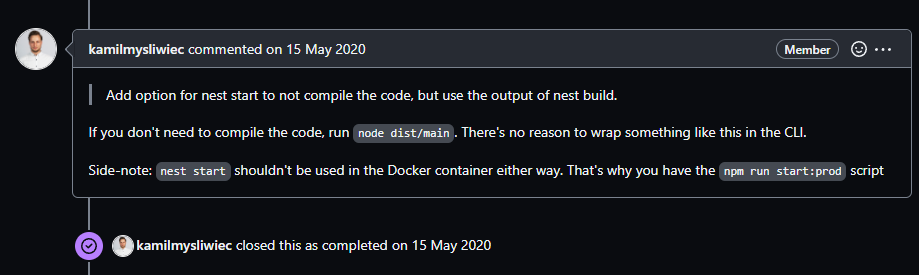 kamilmysliwiec commented on 15 May 2020
Member
Add option for nest start to not compile the code, but use the output of nest build.
If you don't need to compile the code, run node dist/main. There's no reason to wrap something like this in the CLI.
Side-note: nest start shouldn't be used in the Docker container either way. That's why you have the npm run start:prod script
kamilmysliwiec closed this as completed on 15 May 2020